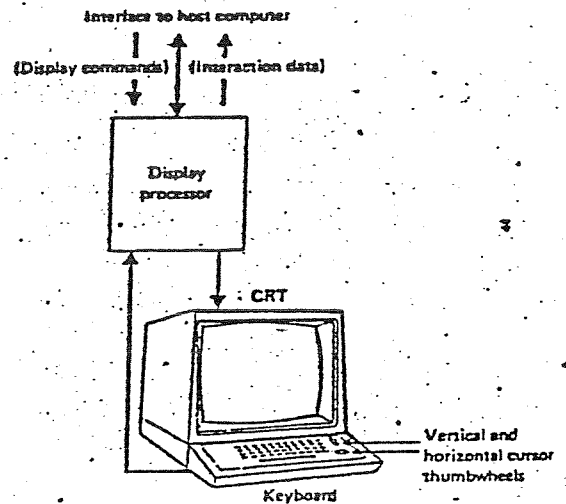 Interface to host computer
(Display commands) (Interaction data)
Display
processor
CRT
Vertical and
horizontal cursor
thumbwheels
Keyboard